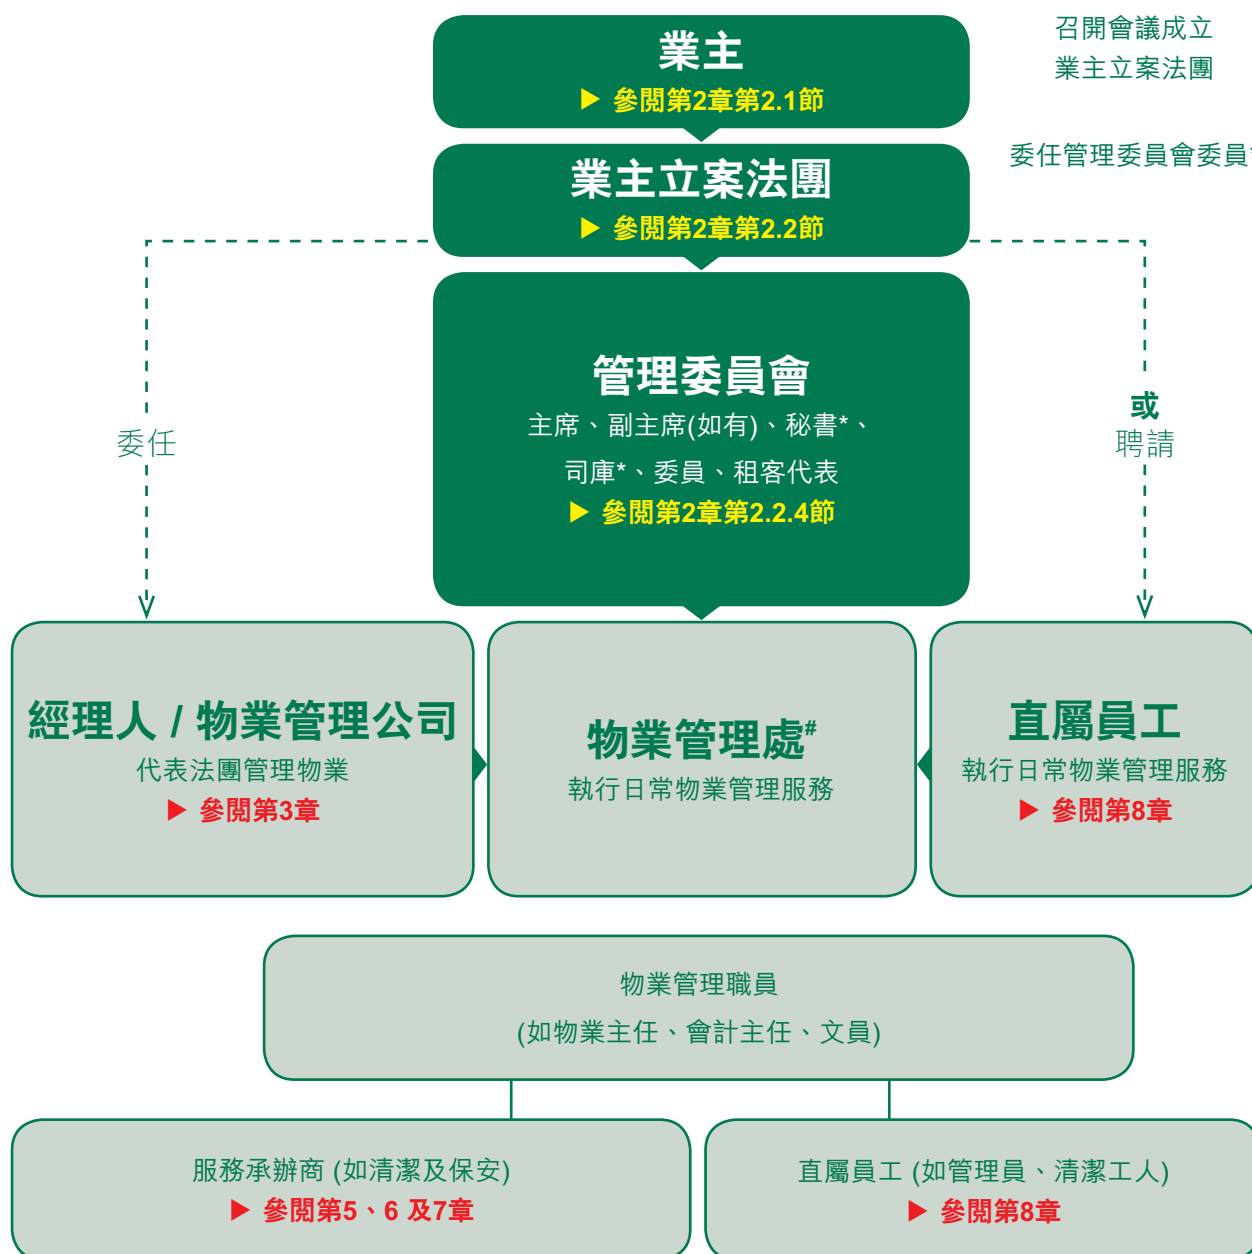 業主
▶ 參閱第2章第2.1節
召開會議成立
業主立案法團
業主立案法團
▶ 參閱第2章第2.2節
委任管理委員會委員
管理委員會
主席、副主席(如有)、秘書*、
司庫*、委員、租客代表
▶ 參閱第2章第2.2.4節
委任
或
聘請
經理人 / 物業管理公司
代表法團管理物業
▶ 參閱第3章
物業管理處#
執行日常物業管理服務
直屬員工
執行日常物業管理服務
▶ 參閱第8章
物業管理職員
(如物業主任、會計主任、文員)
服務承辦商 (如清潔及保安)
▶ 參閱第5、6 及7章
直屬員工 (如管理員、清潔工人)
▶ 參閱第8章